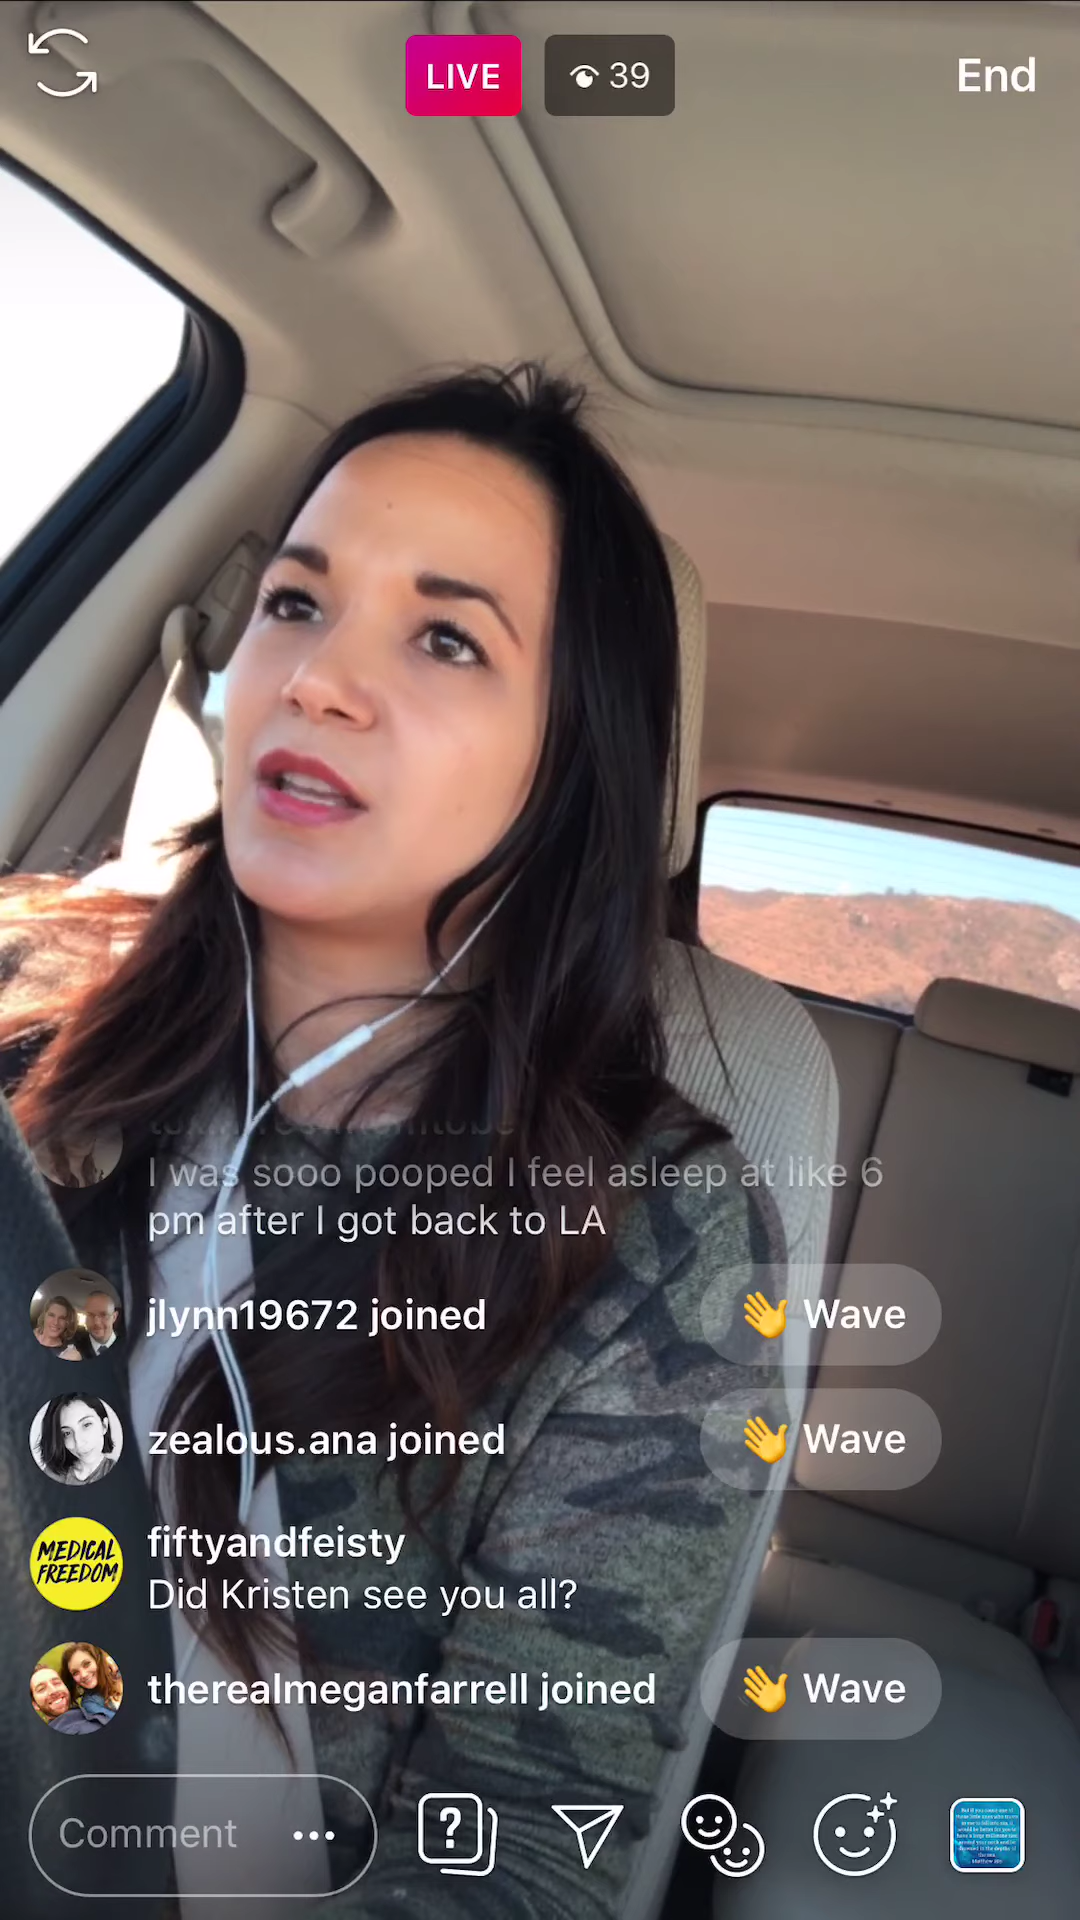 LIVE
39
End
I was sooo pooped I feel asleep at like 6
pm after I got back to LA
jlynn19672 joined
Wave
zealous.ana joined
Wave
MEDICAL
FREEDOM
fiftyandfeisty
Did Kristen see you all?
therealmeganfarrell joined
Wave
Comment
?